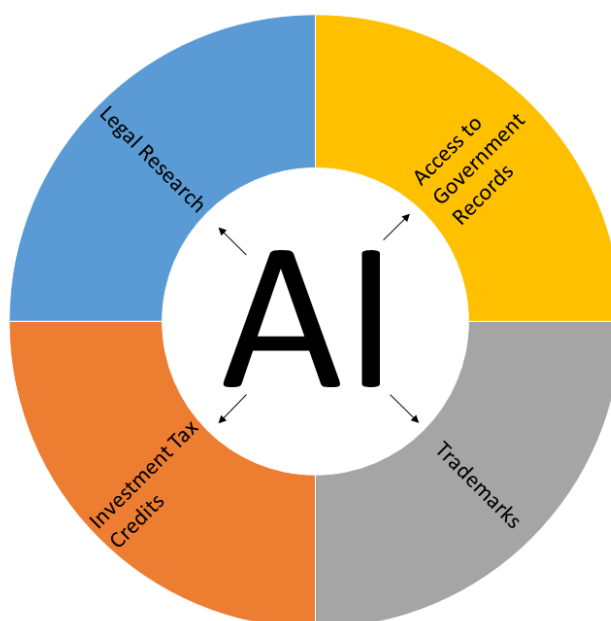 Legal Research
Access to
Government
Records
AI
Investment Tax
Credits
Trademarks